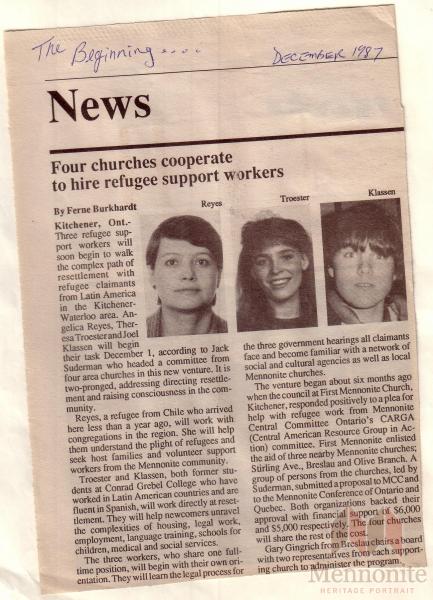 The Beginning....
DECEMBER 1987
News
Four churches cooperate
to hire refugee support workers
By Ferne Burkhardt
Reyes
Troester
Klassen
Kitchener, Ont.-
Three refugee sup-
port workers will
soon begin to walk
the complex path of
resettlement with
refugee claimants
from Latin America
in the Kitchener-
Waterloo area. An-
gelica Reyes, Ther-
esa Troester and Joel
Klassen will begin
their task December 1, according to Jack
Suderman who headed a committee from
four area churches in this new venture. It is
two-pronged, addressing directing resettle-
ment and raising consciousness in the com-
munity.
Reyes, a refugee from Chile who arrived
here less than a year ago, will work with
congregations in the region. She will help
them understand the plight of refugees and
seek host families and volunteer support
workers from the Mennonite community.
Troester and Klassen, both former stu-
dents at Conrad Grebel College who have
worked in Latin American countries and are
fluent in Spanish, will work directly at reset-
tlement. They will help newcomers untravel
the complexities of housing, legal work,
employment, language training, schools for
children, medical and social services.
The three workers, who share one full-
time position, will begin with their own ori-
entation. They will learn the legal process for
the three government hearings all claimants
face and become familiar with a network of
social and cultural agencies as well as local
Mennonite churches.
The venture began about six months ago
when the council at First Mennonite Church,
Kitchener, responded positively to a plea for
help with refugee work from Mennonite
Central Committee Ontario's CARGA
(Central American Resource Group in Ac-
tion) committee. First Mennonite enlisted
the aid of three nearby Mennonite churches;
Stirling Ave., Breslau and Olive Branch. A
group of persons from the churches, led by
Suderman, submitted a proposal to MCC and
to the Mennonite Conference of Ontario and
Quebec. Both organizations backed their
approval with financial support of $6,000
and $5,000 respectively. The four churches
will share the rest of the cost.
Gary Gingrich from Breslau chairs board
with two representatives from each support-
ing church to administer the program.
Mennonite
HERITAGE PORTRAIT